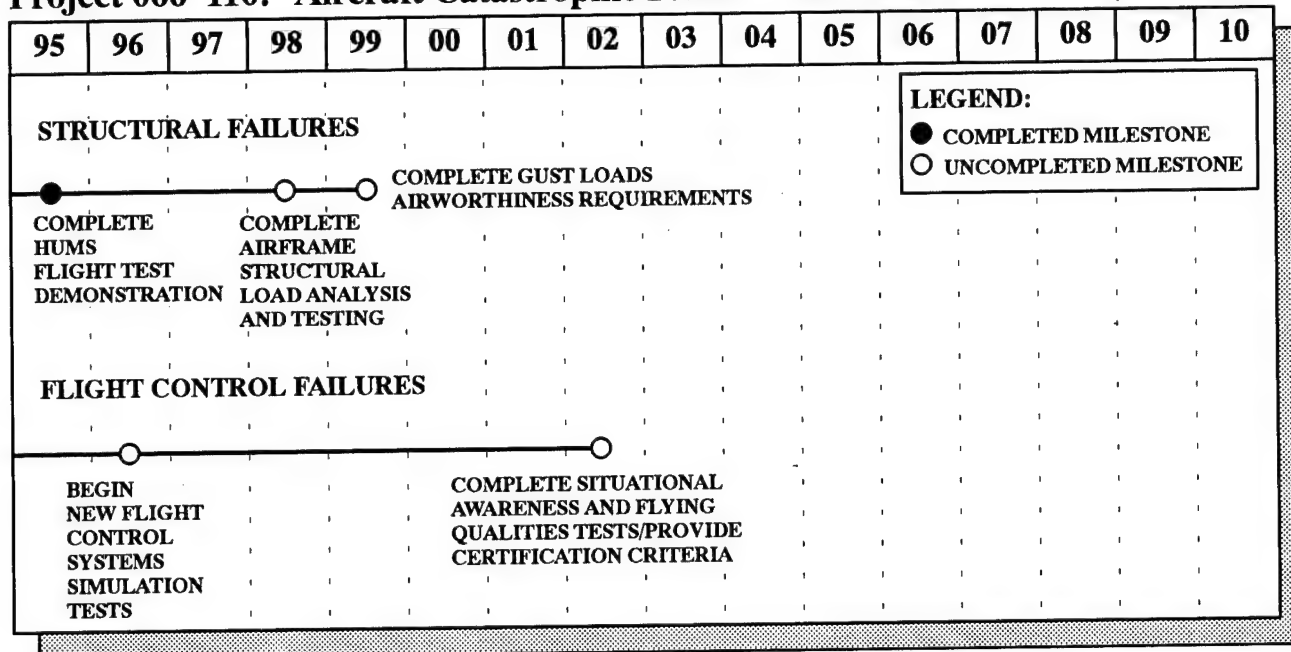 Aircraft Catastrophic
95 96 97 98 99 00 01 02 03 04 05 06 07 08 09 10
LEGEND:
COMPLETED MILESTONE
UNCOMPLETED MILESTONE
STRUCTURAL FAILURES
COMPLETE GUST LOADS
AIRWORTHINESS REQUIREMENTS
COMPLETE
HUMS
FLIGHT TEST
DEMONSTRATION
COMPLETE
AIRFRAME
STRUCTURAL
LOAD ANALYSIS
AND TESTING
FLIGHT CONTROL FAILURES
BEGIN
NEW FLIGHT
CONTROL
SYSTEMS
SIMULATION
TESTS
COMPLETE SITUATIONAL
AWARENESS AND FLYING
QUALITIES TESTS/PROVIDE
CERTIFICATION CRITERIA